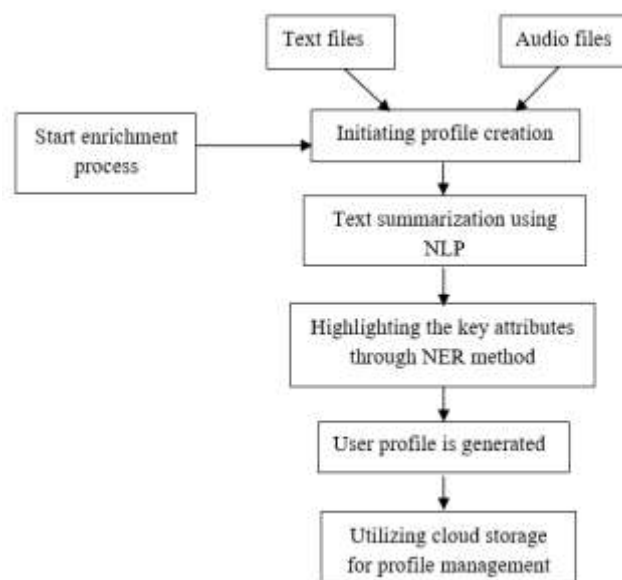 Text files
Audio files
Start enrichment
process
Initiating profile creation
Text summarization using
NLP
Highlighting the key attributes
through NER method
User profile is generated
Utilizing cloud storage
for profile management